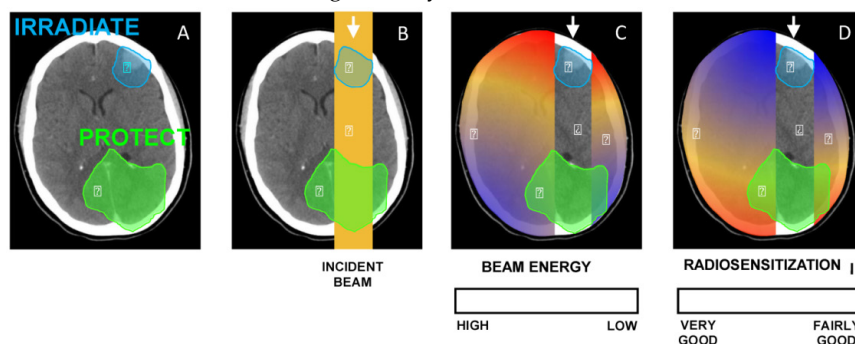 IRRADIATE
A
B
C
D
PROTECT
INCIDENT
BEAM
BEAM ENERGY
RADIOSENSITIZATION
HIGH
LOW
VERY
GOOD
FAIRLY
GOOD